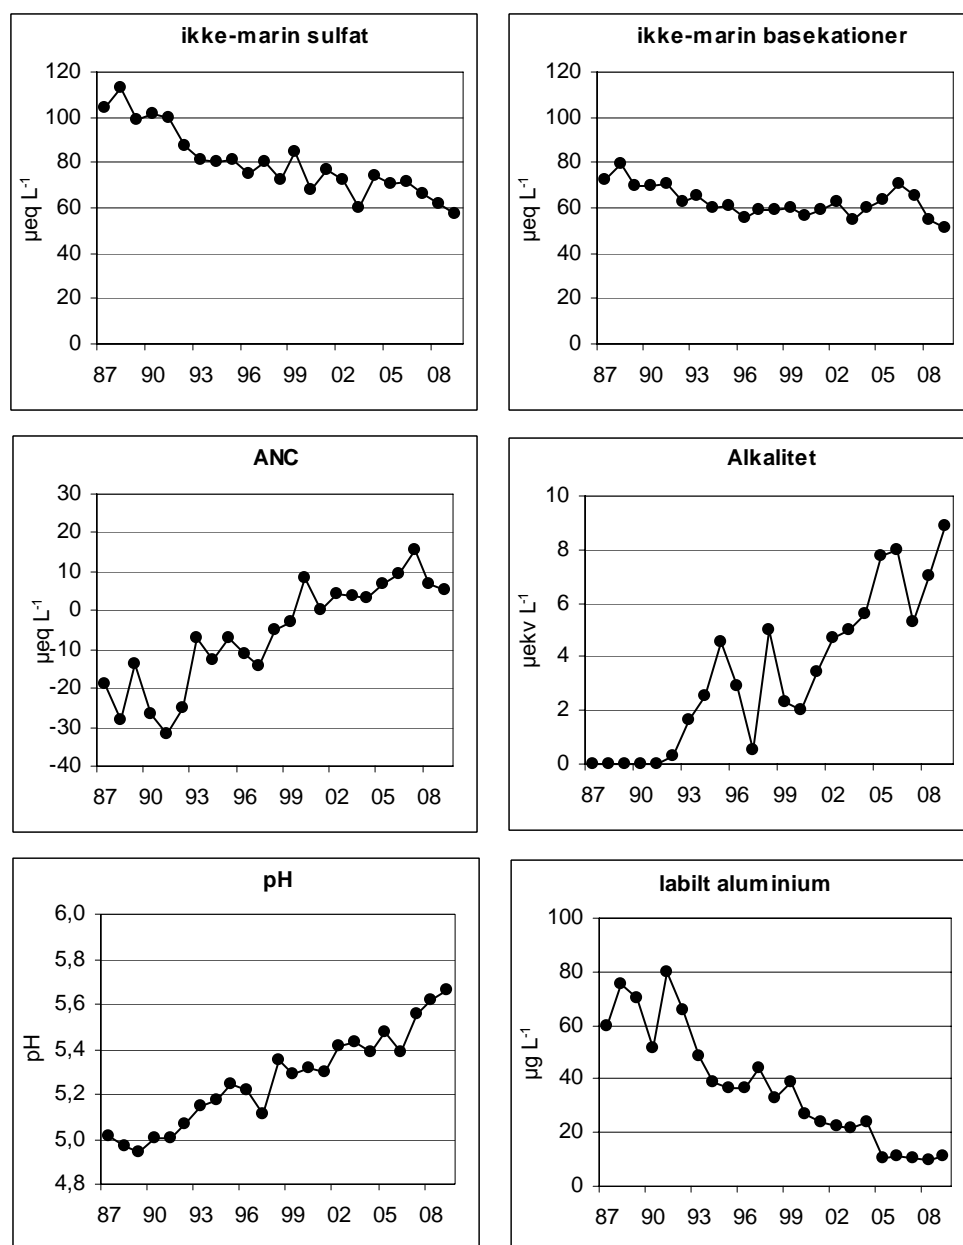 ikke-marin sulfat
120
100
80
60
40
20
0
µeq L⁻¹
87 90 93 96 99 02 05 08
ikke-marin basekationer
120
100
80
60
40
20
0
µeq L⁻¹
87 90 93 96 99 02 05 08
ANC
30
20
10
0
-10
-20
-30
-40
µeq L⁻¹
87 90 93 96 99 02 05 08
Alkalitet
10
8
6
4
2
0
µekv L⁻¹
87 90 93 96 99 02 05 08
pH
6,0
5,8
5,6
5,4
5,2
5,0
4,8
pH
87 90 93 96 99 02 05 08
labilt aluminium
100
80
60
40
20
0
µg L⁻¹
87 90 93 96 99 02 05 08